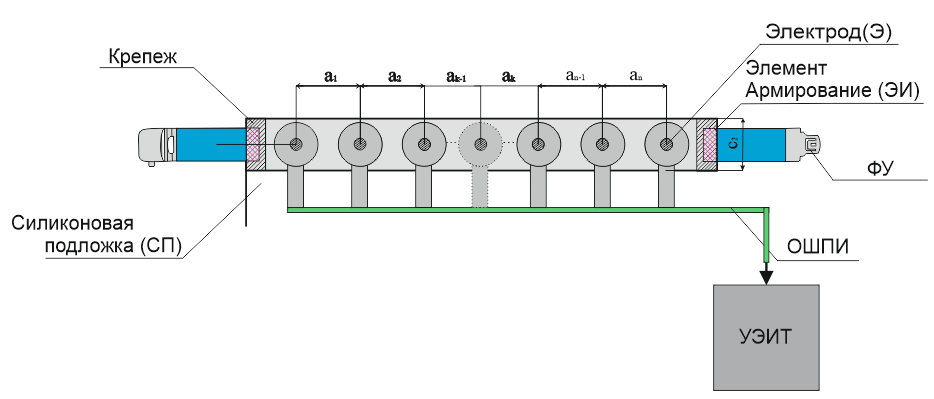 Электрод(Э)
Крепеж
Элемент
Армирование (ЭИ)
a₁ a₂ aₖ₋₁ aₖ aₙ₋₁ aₙ
ФУ
Силиконовая
подложка (СП)
ОШПИ
УЭИТ